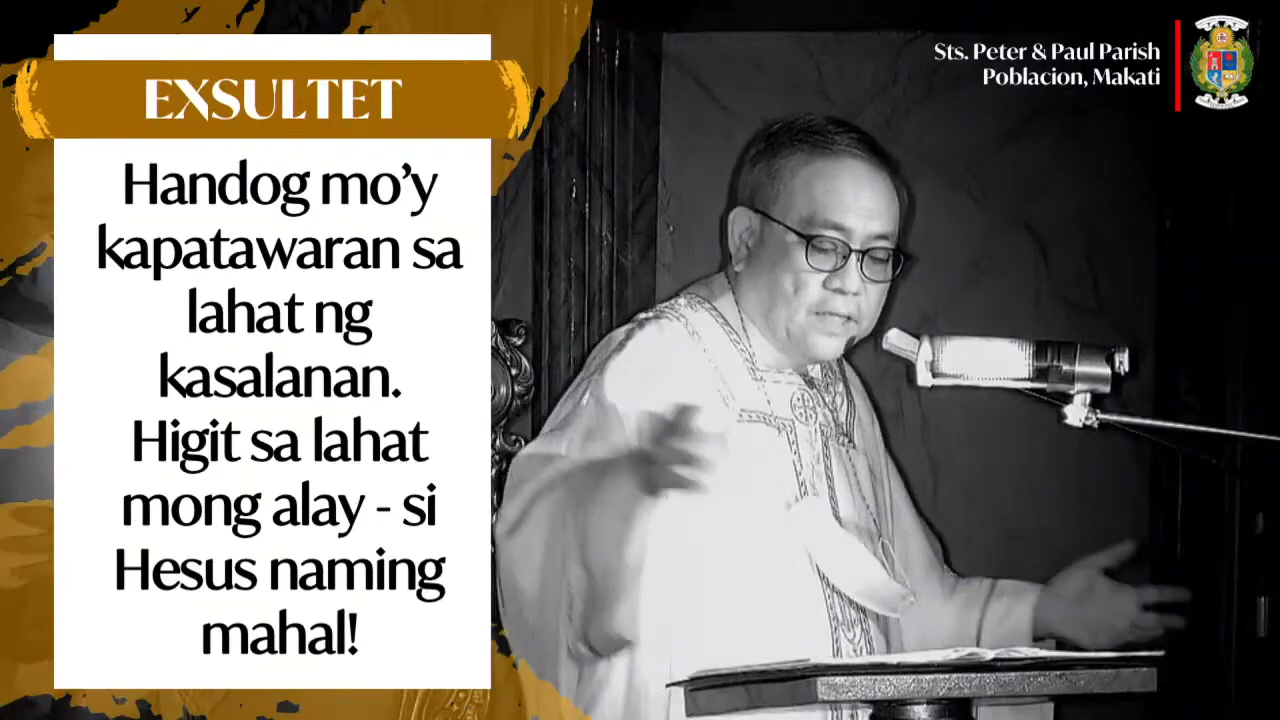 EXSULTET
Handog mo’y
kapatawaran sa
lahat ng
kasalanan.
Higit sa lahat
mong alay - si
Hesus naming
mahal!
Sts. Peter & Paul Parish
Poblacion, Makati